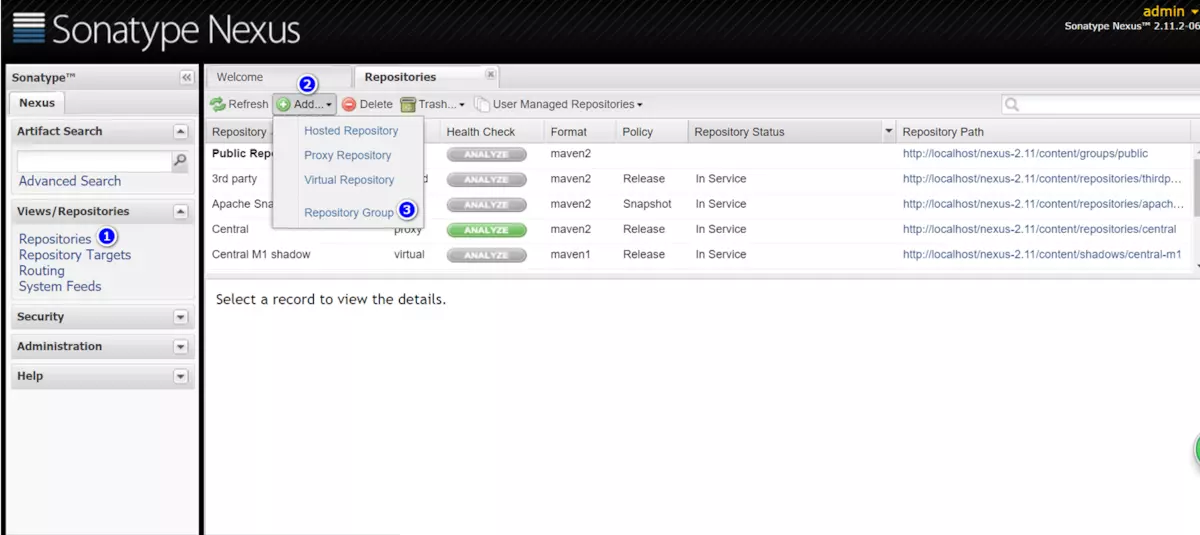 admin
Sonatype Nexus
Sonatype Nexus™ 2.11.2-06
Sonatype™
Welcome
Repositories
2
Nexus
Refresh Add... Delete Trash... User Managed Repositories
Artifact Search
Advanced Search
Views/Repositories
Repositories 1
Repository Targets
Routing
System Feeds
Security
Administration
Help
Hosted Repository
Proxy Repository
Virtual Repository
Repository Group 3
Repository Health Check Format Policy Repository Status Repository Path
Public Repo ANALYZE maven2 http://localhost/nexus-2.11/content/groups/public
3rd party d ANALYZE maven2 Release In Service http://localhost/nexus-2.11/content/repositories/thirdp...
Apache Sna ANALYZE maven2 Snapshot In Service http://localhost/nexus-2.11/content/repositories/apach...
Central proxy ANALYZE maven2 Release In Service http://localhost/nexus-2.11/content/repositories/central
Central M1 shadow virtual ANALYZE maven1 Release In Service http://localhost/nexus-2.11/content/shadows/central-m1
Select a record to view the details.